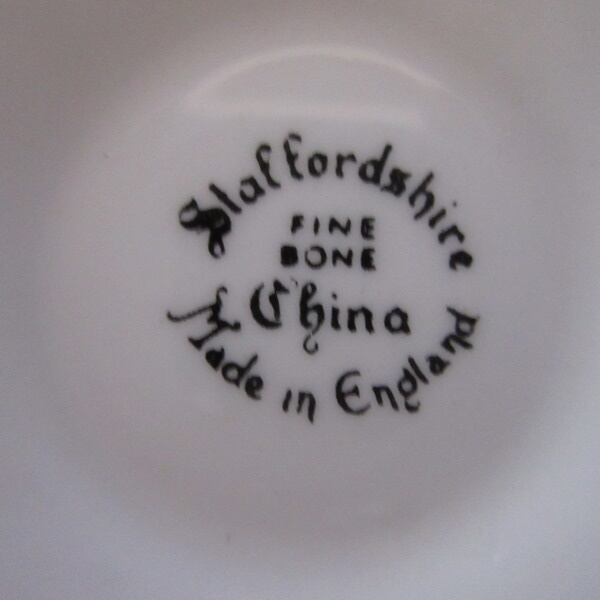 Staffordshire
FINE
BONE
China
Made in England